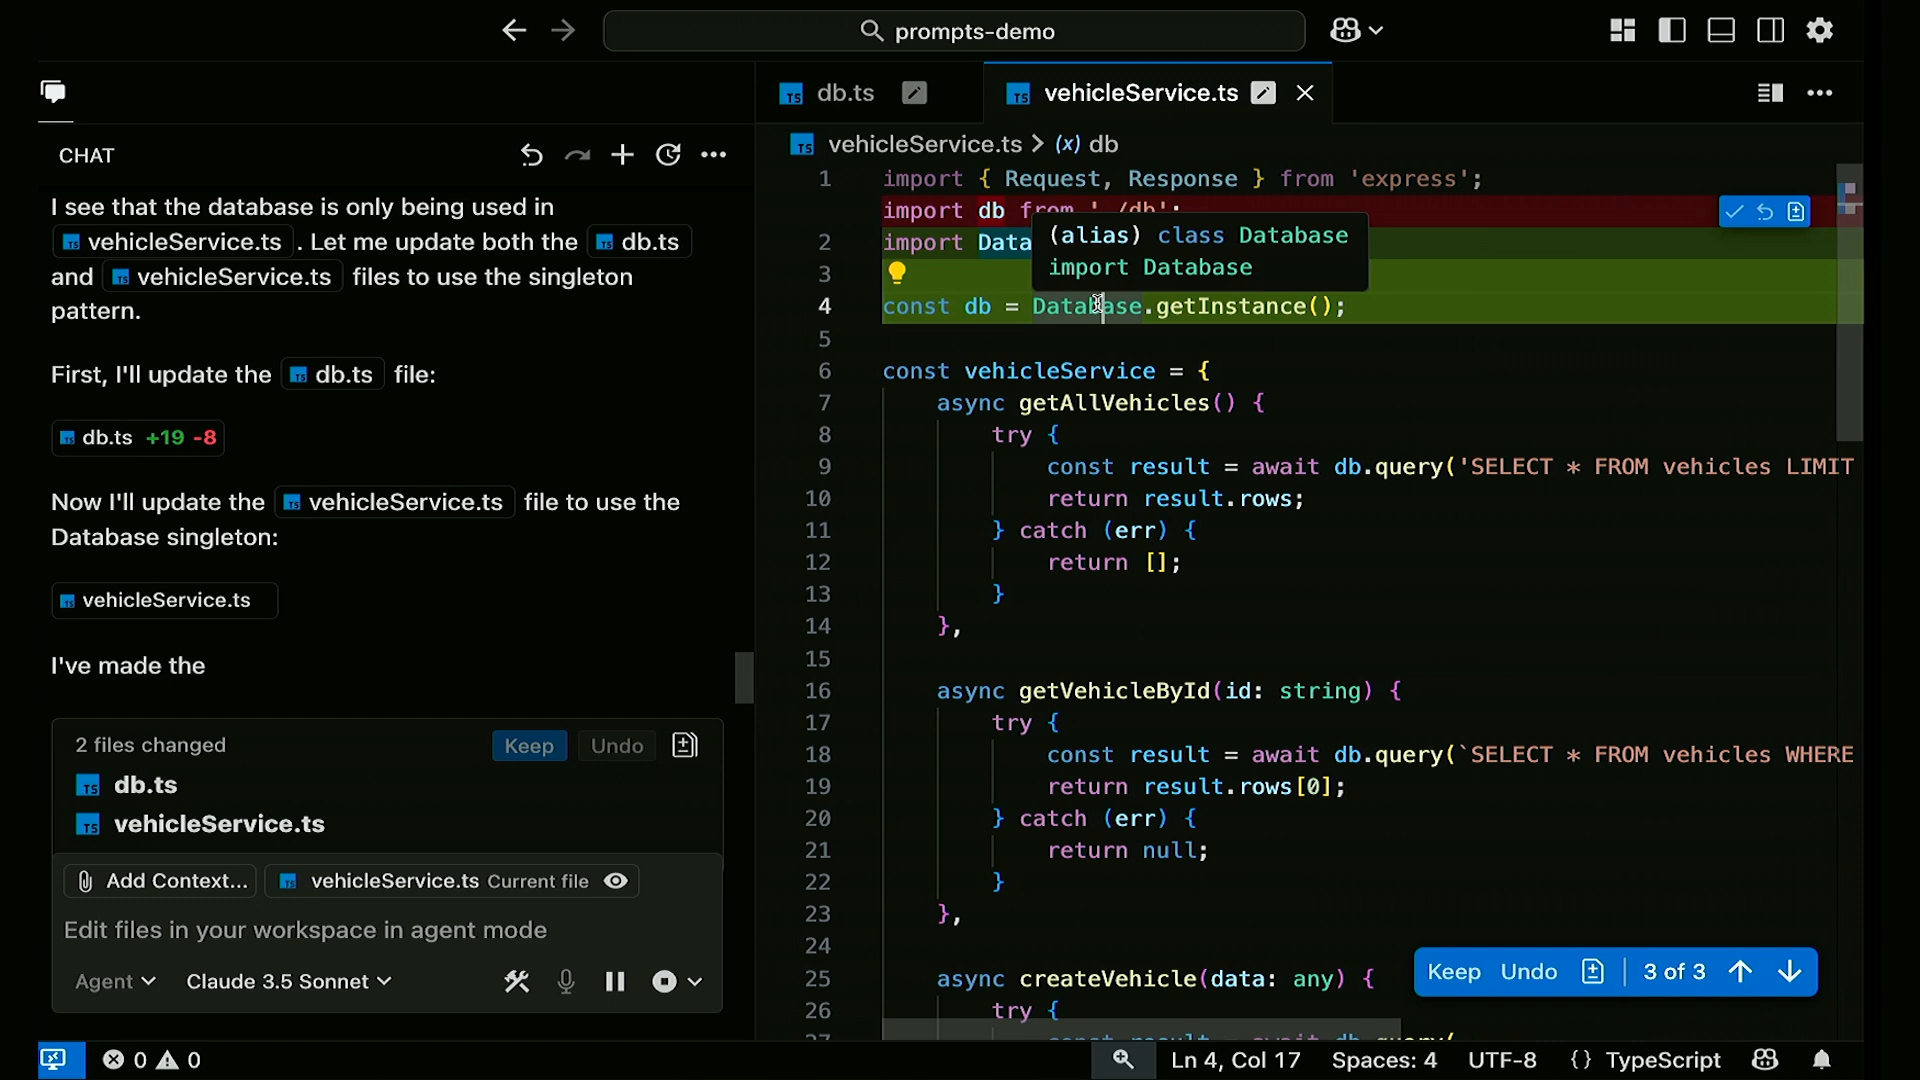 prompts-demo
db.ts
vehicleService.ts
CHAT
I see that the database is only being used in
vehicleService.ts . Let me update both the db.ts
and vehicleService.ts files to use the singleton
pattern.
First, I'll update the db.ts file:
db.ts +19 -8
Now I'll update the vehicleService.ts file to use the
Database singleton:
vehicleService.ts
I've made the
2 files changed Keep Undo
db.ts
vehicleService.ts
Add Context... vehicleService.ts Current file
Edit files in your workspace in agent mode
Agent Claude 3.5 Sonnet
vehicleService.ts > (x) db
1 import { Request, Response } from 'express';
import db from './db';
2 import Data
(alias) class Database
import Database
3
4 const db = Database.getInstance();
5
6 const vehicleService = {
7 async getAllVehicles() {
8 try {
9 const result = await db.query('SELECT * FROM vehicles LIMIT
10 return result.rows;
11 } catch (err) {
12 return [];
13 }
14 },
15
16 async getVehicleById(id: string) {
17 try {
18 const result = await db.query(`SELECT * FROM vehicles WHERE
19 return result.rows[0];
20 } catch (err) {
21 return null;
22 }
23 },
24
25 async createVehicle(data: any) {
26 try {
27 const result = await db.query(
Keep Undo 3 of 3
0 0
Ln 4, Col 17 Spaces: 4 UTF-8 {} TypeScript